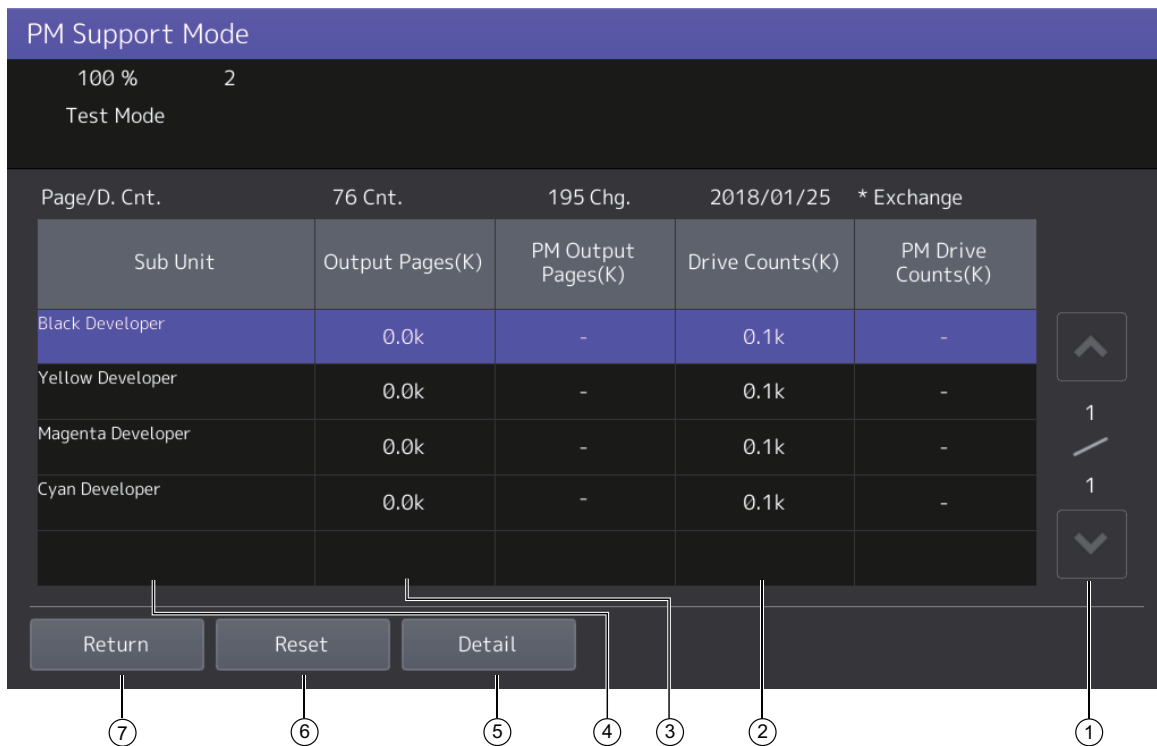 PM Support Mode
100 % 2
Test Mode
Page/D. Cnt. 76 Cnt. 195 Chg. 2018/01/25 * Exchange
Sub Unit Output Pages(K) PM Output Pages(K) Drive Counts(K) PM Drive Counts(K)
Black Developer 0.0k - 0.1k -
Yellow Developer 0.0k - 0.1k -
Magenta Developer 0.0k - 0.1k -
Cyan Developer 0.0k - 0.1k -
1
/
1
Return Reset Detail
7 6 5 4 3 2 1